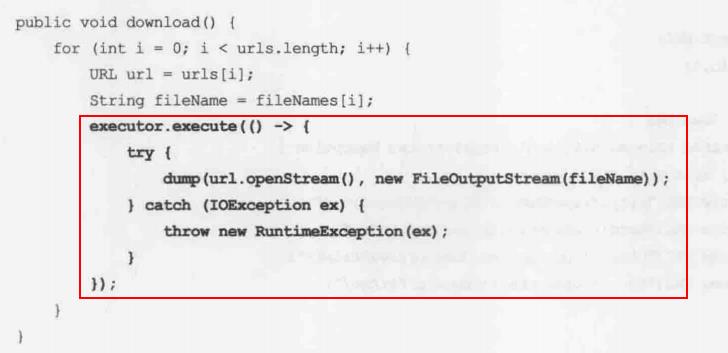 public void download() {
    for (int i = 0; i < urls.length; i++) {
        URL url = urls[i];
        String fileName = fileNames[i];
        executor.execute(() -> {
            try {
                dump(url.openStream(), new FileOutputStream(fileName));
            } catch (IOException ex) {
                throw new RuntimeException(ex);
            }
        });
    }
}